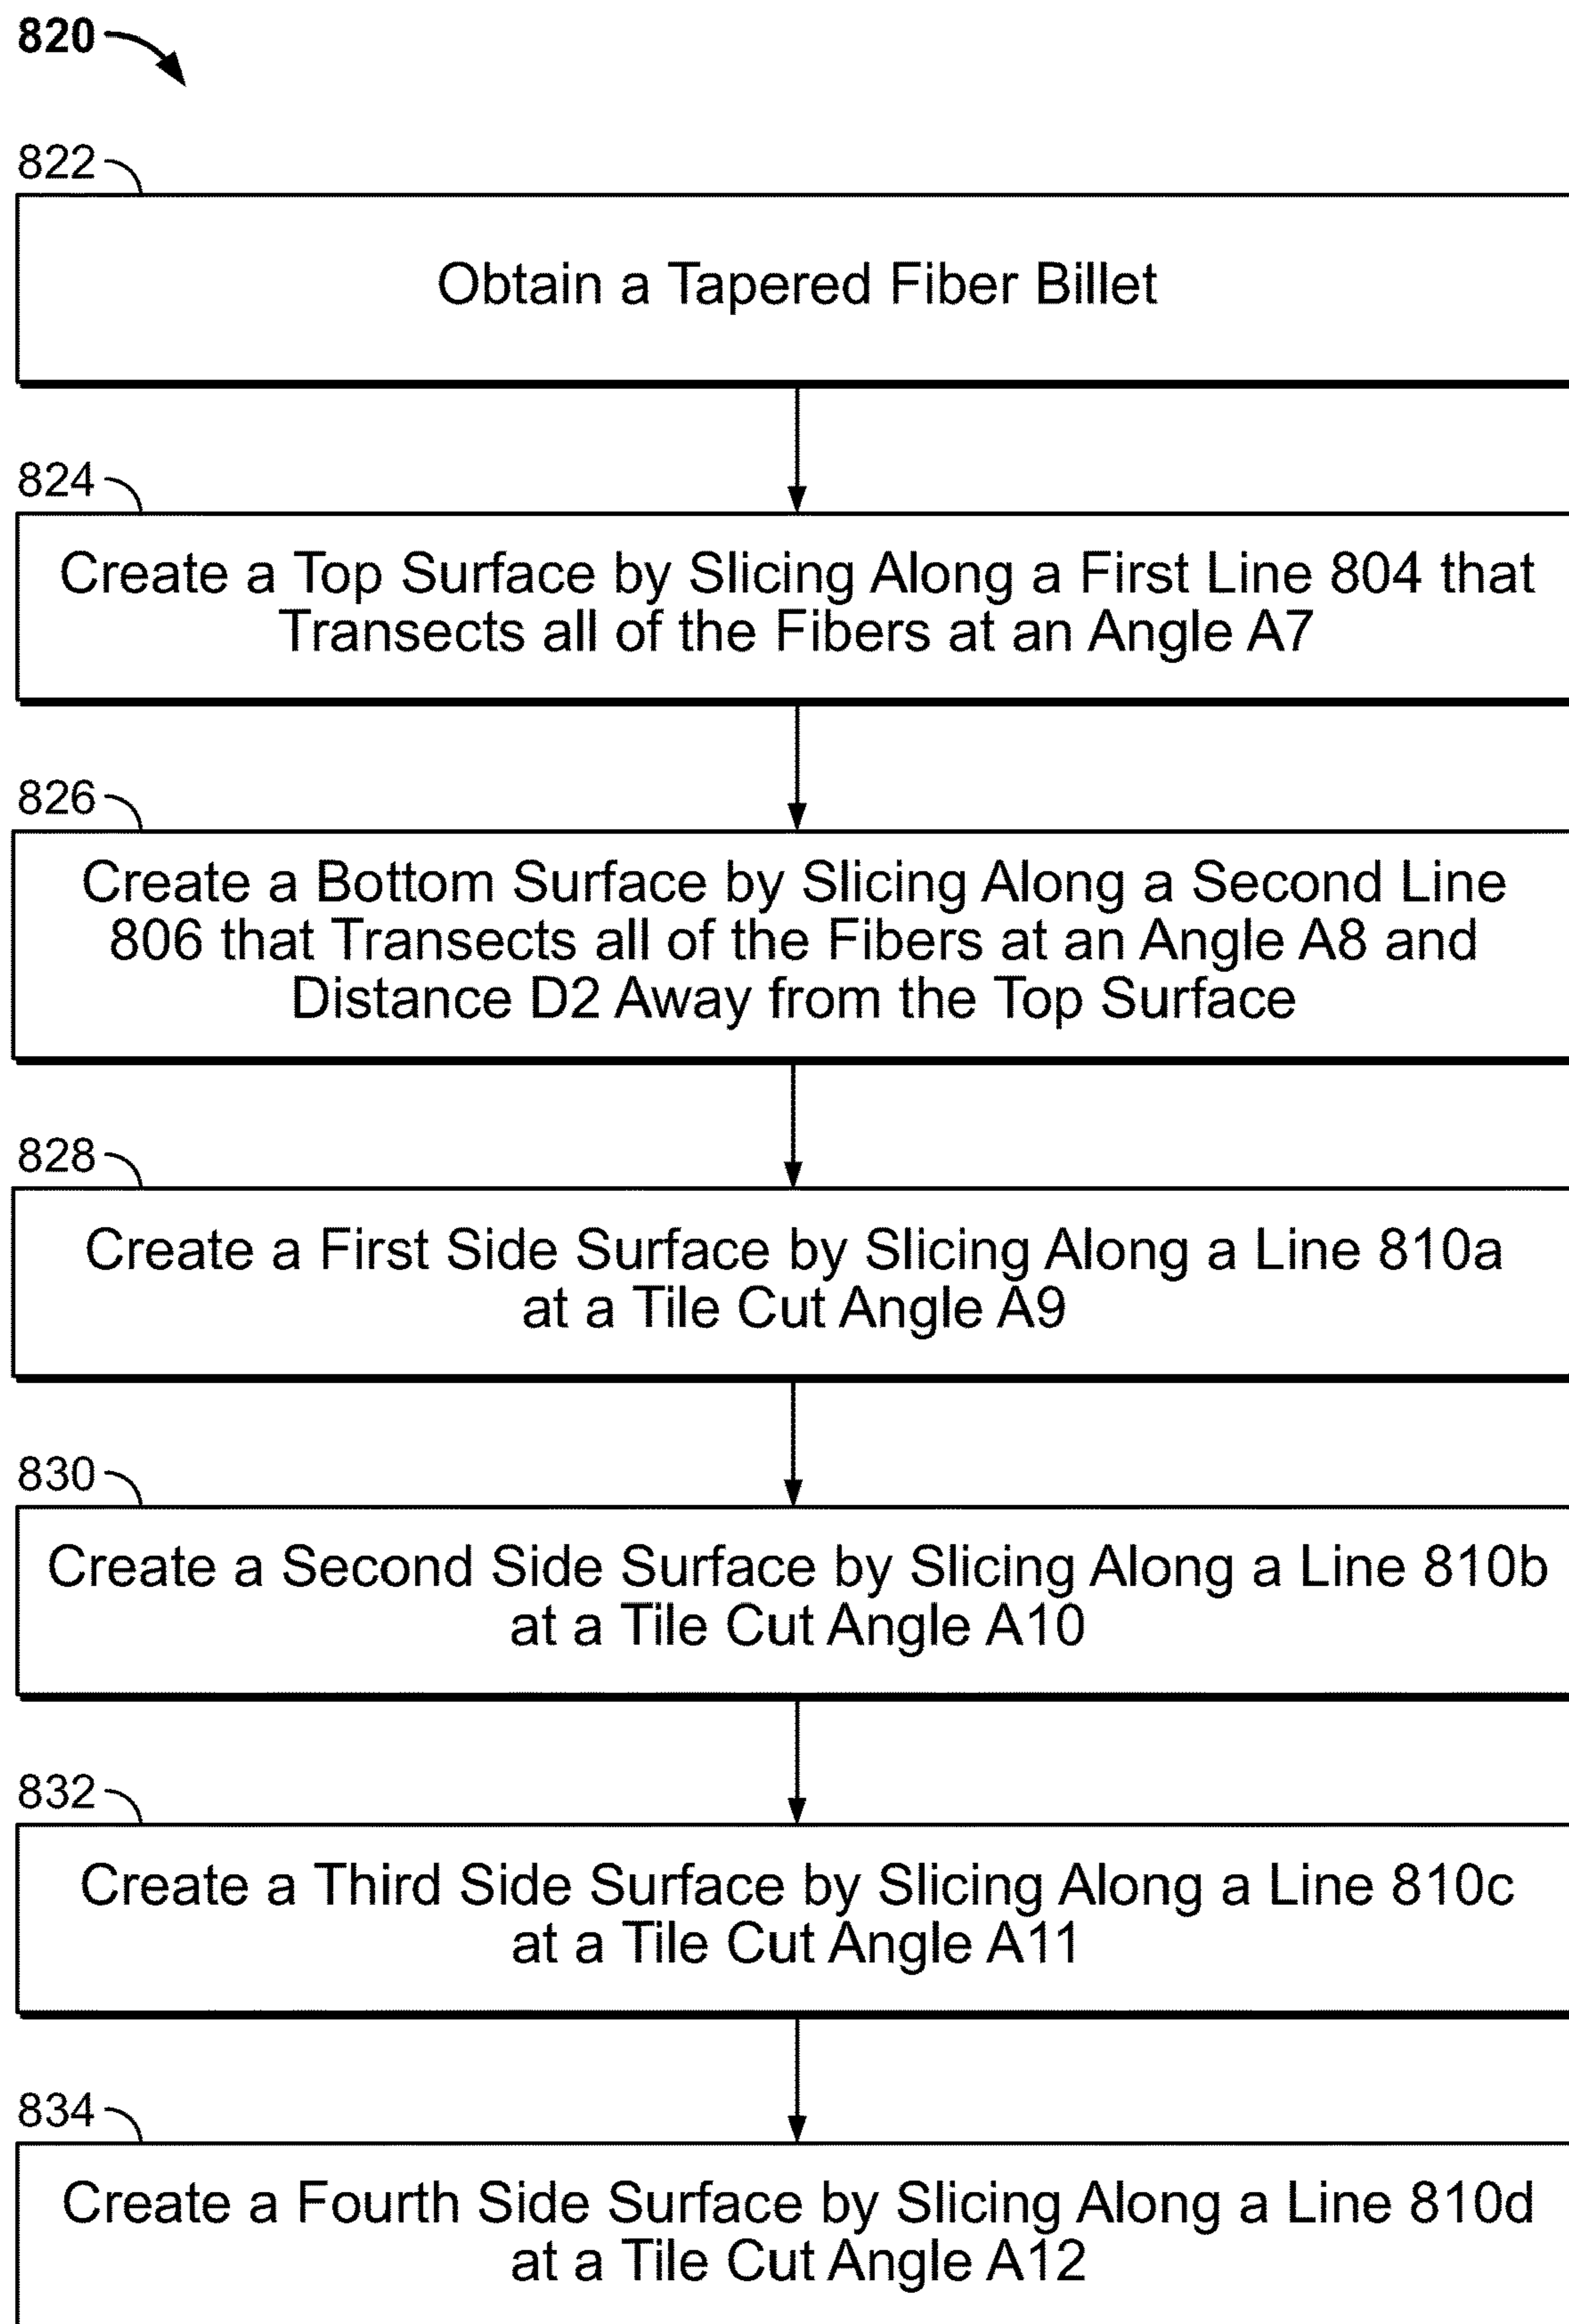 820
822
Obtain a Tapered Fiber Billet
824
Create a Top Surface by Slicing Along a First Line 804 that
Transects all of the Fibers at an Angle A7
826
Create a Bottom Surface by Slicing Along a Second Line
806 that Transects all of the Fibers at an Angle A8 and
Distance D2 Away from the Top Surface
828
Create a First Side Surface by Slicing Along a Line 810a
at a Tile Cut Angle A9
830
Create a Second Side Surface by Slicing Along a Line 810b
at a Tile Cut Angle A10
832
Create a Third Side Surface by Slicing Along a Line 810c
at a Tile Cut Angle A11
834
Create a Fourth Side Surface by Slicing Along a Line 810d
at a Tile Cut Angle A12